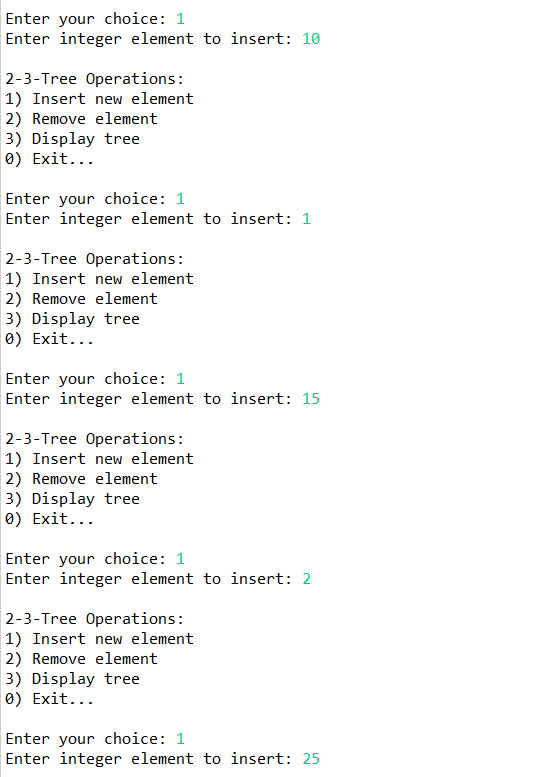 Enter your choice: 1
Enter integer element to insert: 10
2-3-Tree Operations:
1) Insert new element
2) Remove element
3) Display tree
0) Exit...
Enter your choice: 1
Enter integer element to insert: 1
2-3-Tree Operations:
1) Insert new element
2) Remove element
3) Display tree
0) Exit...
Enter your choice: 1
Enter integer element to insert: 15
2-3-Tree Operations:
1) Insert new element
2) Remove element
3) Display tree
0) Exit...
Enter your choice: 1
Enter integer element to insert: 2
2-3-Tree Operations:
1) Insert new element
2) Remove element
3) Display tree
0) Exit...
Enter your choice: 1
Enter integer element to insert: 25